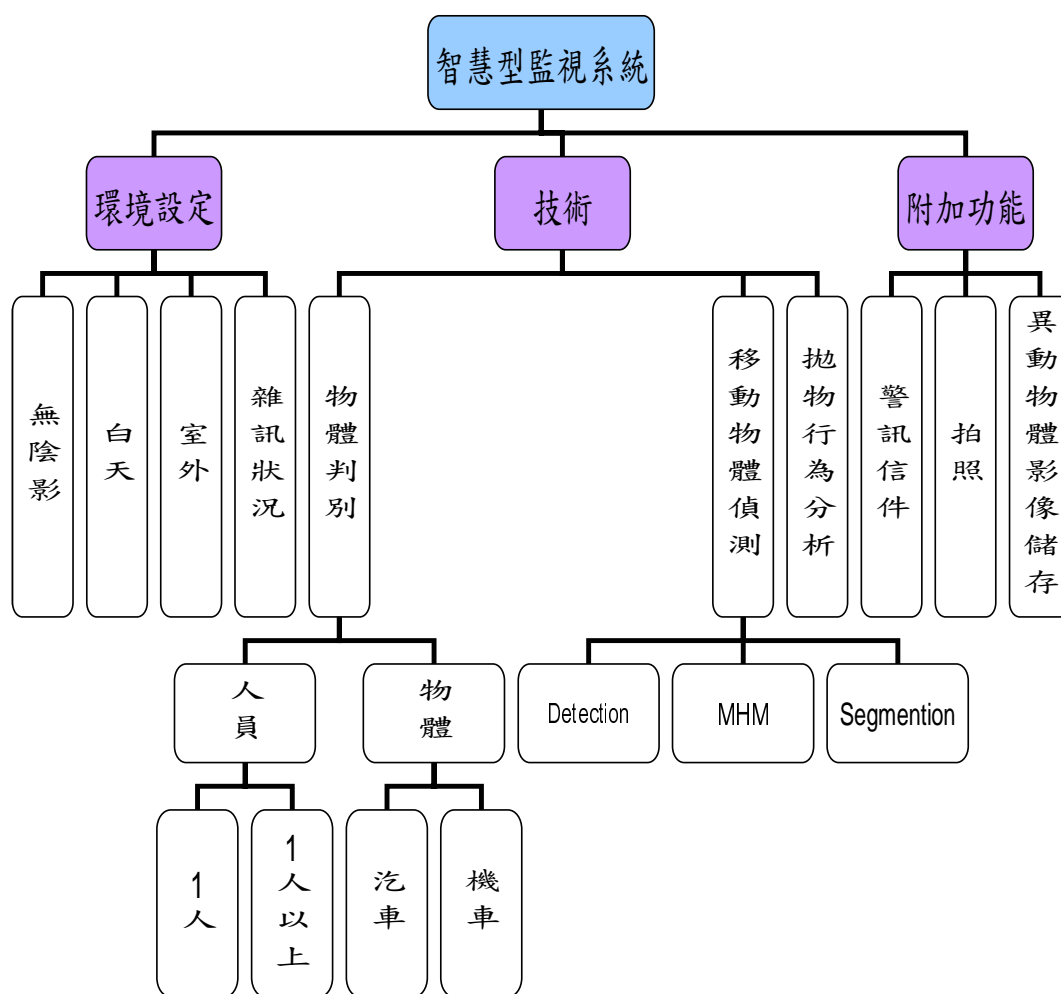 智慧型監視系統
環境設定
技術
附加功能
無陰影
白天
室外
雜訊狀況
物體判別
移動物體偵測
拋物行為分析
警訊信件
拍照
異動物體影像儲存
人員
物體
Detection
MHM
Segmention
1人
1人以上
汽車
機車